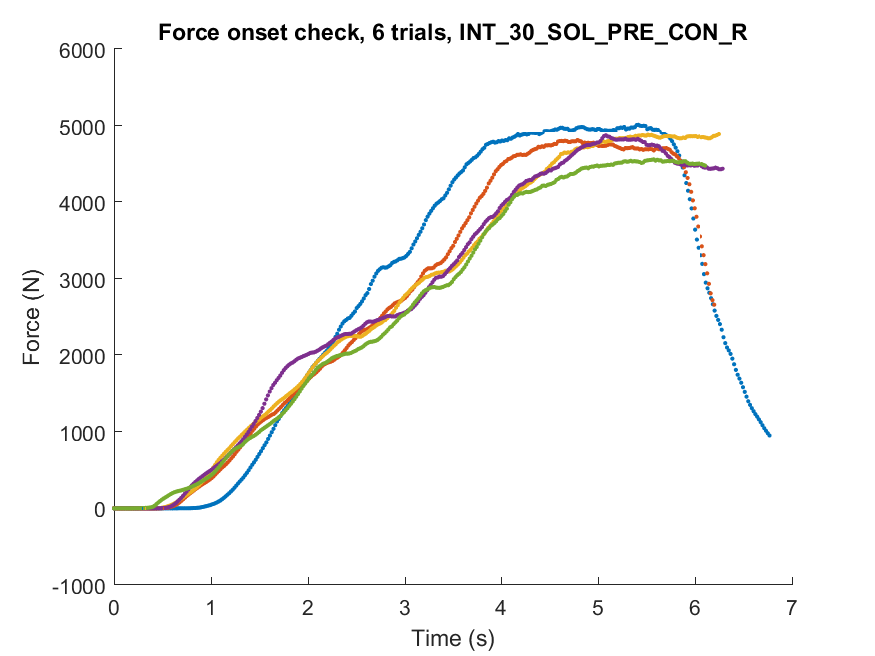 Force onset check, 6 trials, INT_30_SOL_PRE_CON_R
6000
5000
4000
3000
2000
1000
0
-1000
Force (N)
0 1 2 3 4 5 6 7
Time (s)